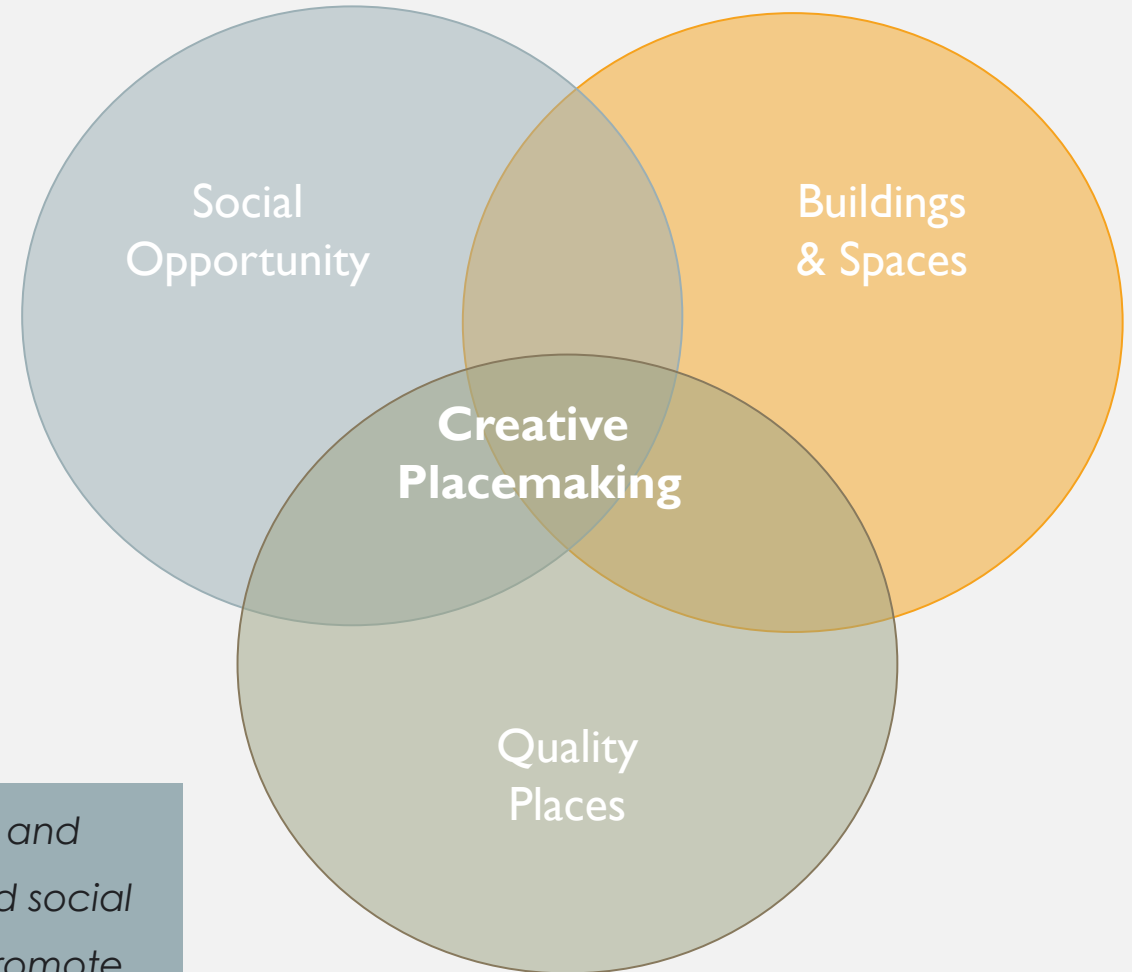 Social
Opportunity
Buildings
& Spaces
Creative
Placemaking
Quality
Places
and
social